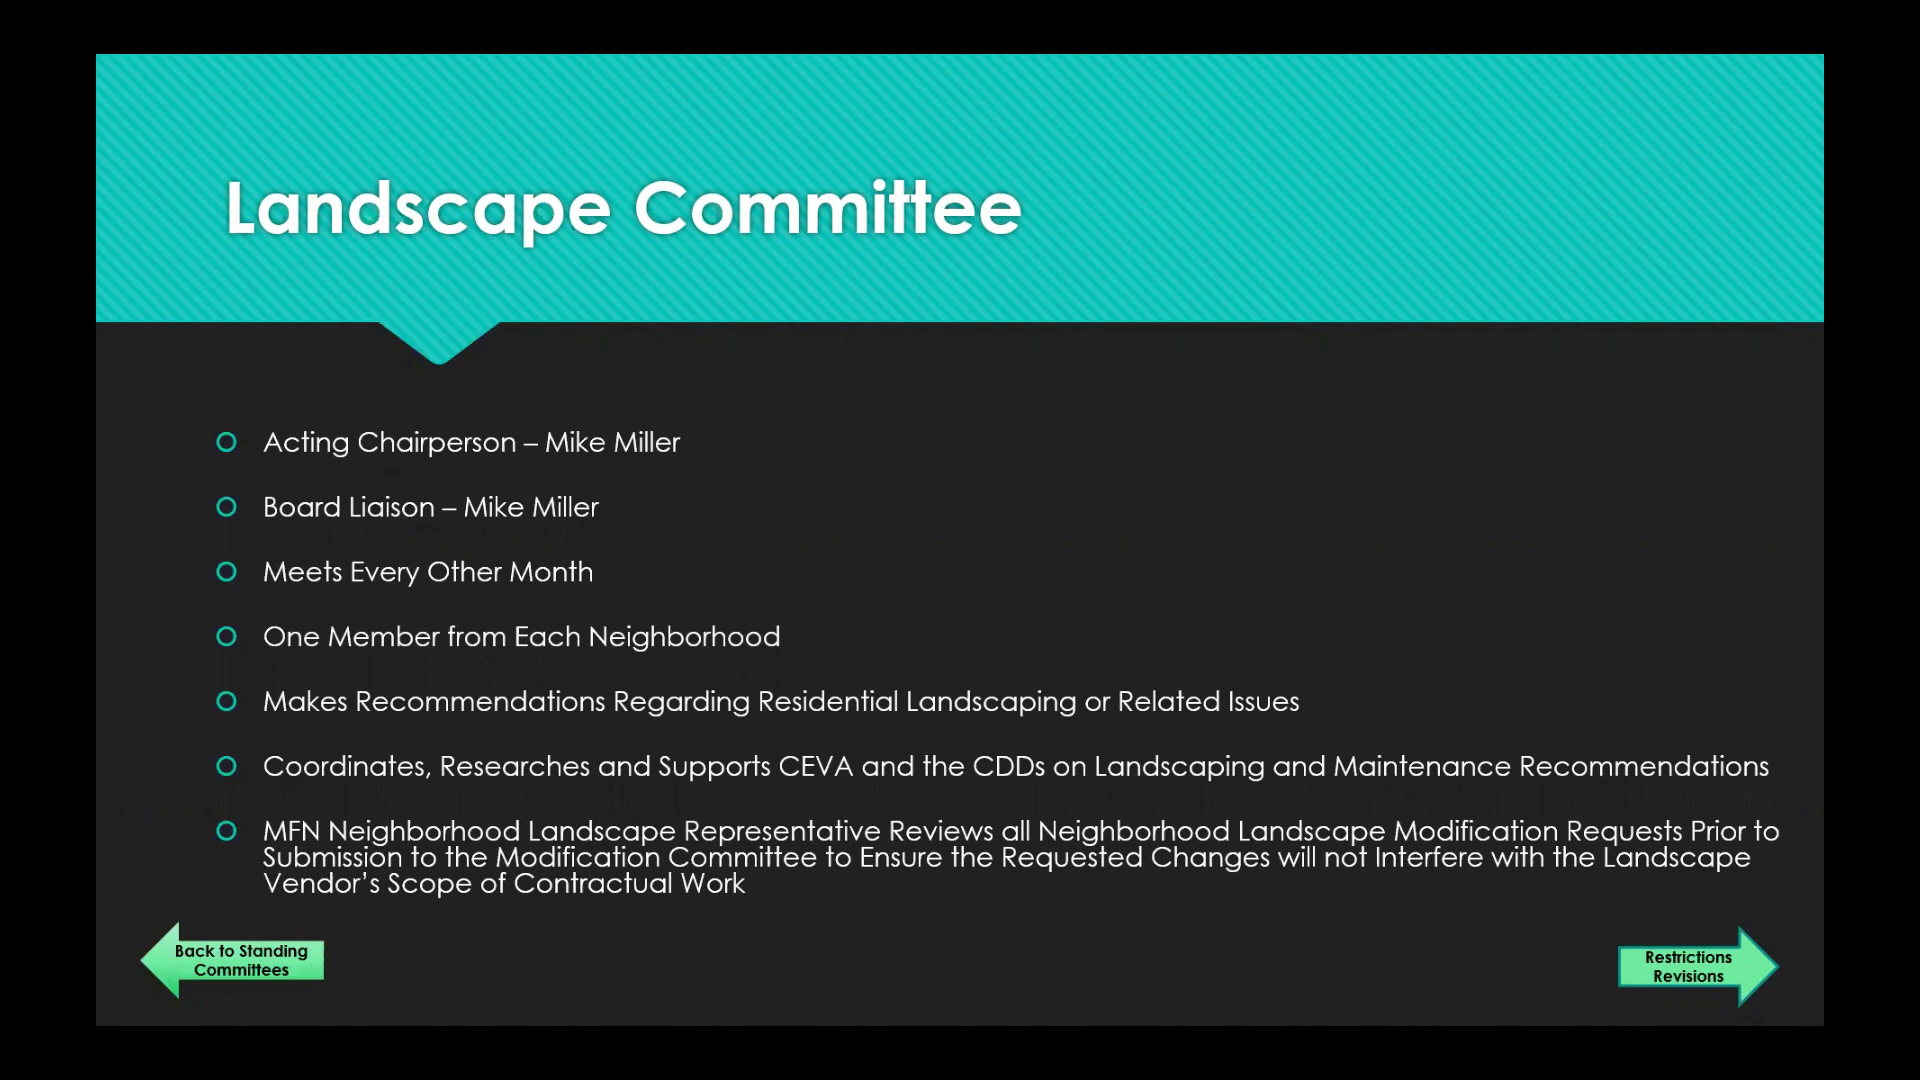 Landscape Committee
Acting Chairperson – Mike Miller
Board Liaison – Mike Miller
Meets Every Other Month
One Member from Each Neighborhood
Makes Recommendations Regarding Residential Landscaping or Related Issues
Coordinates, Researches and Supports CEVA and the CDDs on Landscaping and Maintenance Recommendations
MFN Neighborhood Landscape Representative Reviews all Neighborhood Landscape Modification Requests Prior to
Submission to the Modification Committee to Ensure the Requested Changes will not Interfere with the Landscape
Vendor’s Scope of Contractual Work
Back to Standing
Committees
Restrictions
Revisions